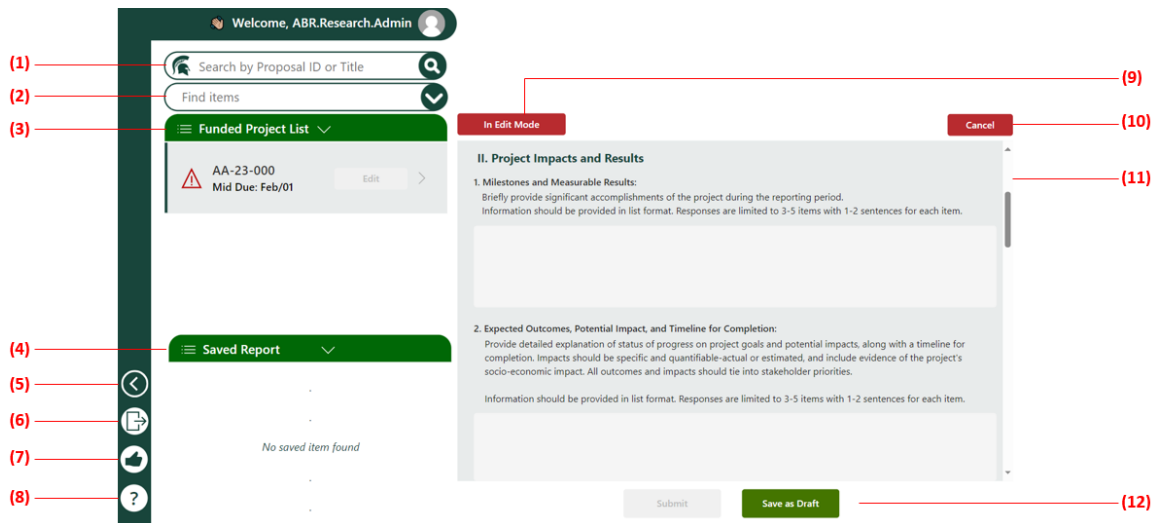 Welcome, ABR.Research.Admin
(1)
Search by Proposal ID or Title
(2)
Find items
(3)
Funded Project List
AA-23-000
Mid Due: Feb/01
Edit
(4)
Saved Report
No saved item found
(5)
(6)
(7)
(8)
?
(9)
In Edit Mode
(10)
Cancel
(11)
II. Project Impacts and Results
1. Milestones and Measurable Results:
Briefly provide significant accomplishments of the project during the reporting period.
Information should be provided in list format. Responses are limited to 3-5 items with 1-2 sentences for each item.
2. Expected Outcomes, Potential Impact, and Timeline for Completion:
Provide detailed explanation of status of progress on project goals and potential impacts, along with a timeline for
completion. Impacts should be specific and quantifiable-actual or estimated, and include evidence of the project's
socio-economic impact. All outcomes and impacts should tie into stakeholder priorities.
Information should be provided in list format. Responses are limited to 3-5 items with 1-2 sentences for each item.
Submit
Save as Draft
(12)